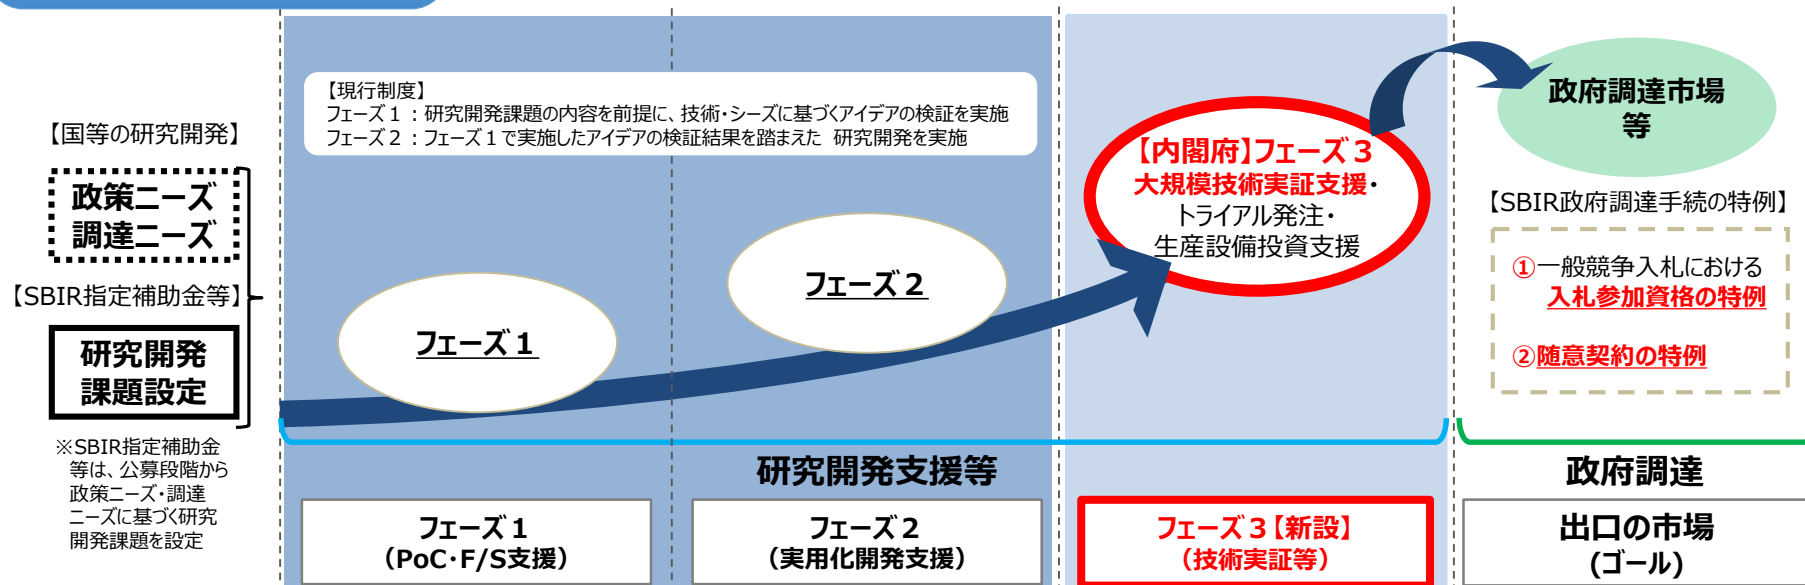 【国等の研究開発】
政策ニーズ
調達ニーズ
【SBIR指定補助金等】
研究開発
課題設定
※SBIR指定補助金
等は、公募段階から
政策ニーズ・調達
ニーズに基づく研究
開発課題を設定
【現行制度】
フェーズ1：研究開発課題の内容を前提に、技術・シーズに基づくアイデアの検証を実施
フェーズ2：フェーズ1で実施したアイデアの検証結果を踏まえた 研究開発を実施
フェーズ1
フェーズ2
【内閣府】フェーズ3
大規模技術実証支援・
トライアル発注・
生産設備投資支援
政府調達市場
等
【SBIR政府調達手続の特例】
①一般競争入札における
入札参加資格の特例
②随意契約の特例
研究開発支援等
政府調達
フェーズ1
（PoC・F/S支援）
フェーズ2
（実用化開発支援）
フェーズ3【新設】
（技術実証等）
出口の市場
(ゴール)